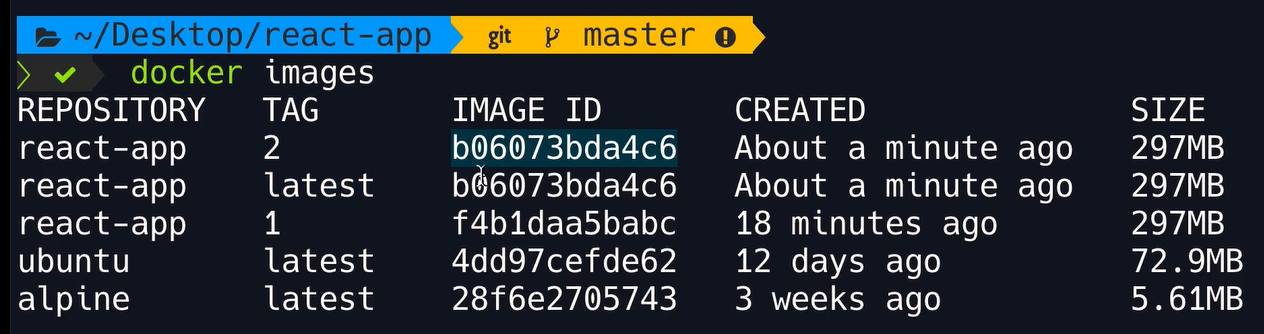 ~/Desktop/react-app git master
docker images
REPOSITORY TAG IMAGE ID CREATED SIZE
react-app 2 b06073bda4c6 About a minute ago 297MB
react-app latest b06073bda4c6 About a minute ago 297MB
react-app 1 f4b1daa5babc 18 minutes ago 297MB
ubuntu latest 4dd97cefde62 12 days ago 72.9MB
alpine latest 28f6e2705743 3 weeks ago 5.61MB